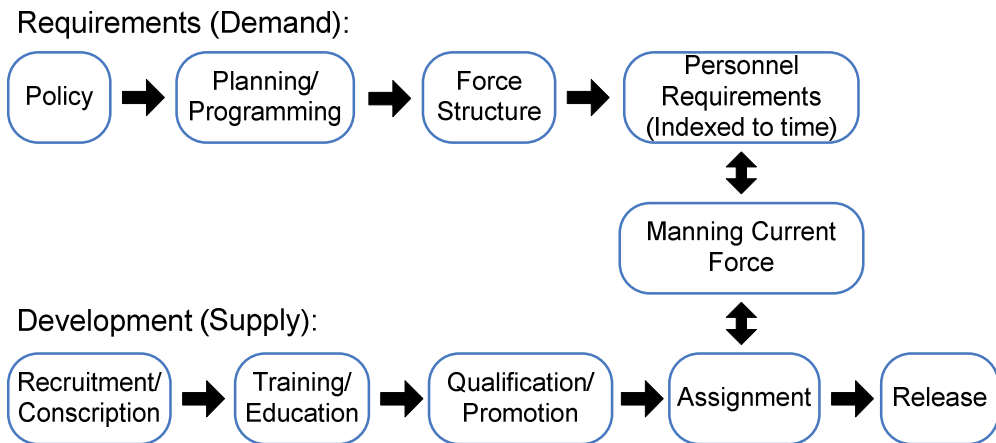 Requirements (Demand):
Policy
Planning/
Programming
Force
Structure
Personnel
Requirements
(Indexed to time)
Manning Current
Force
Development (Supply):
Recruitment/
Conscription
Training/
Education
Qualification/
Promotion
Assignment
Release